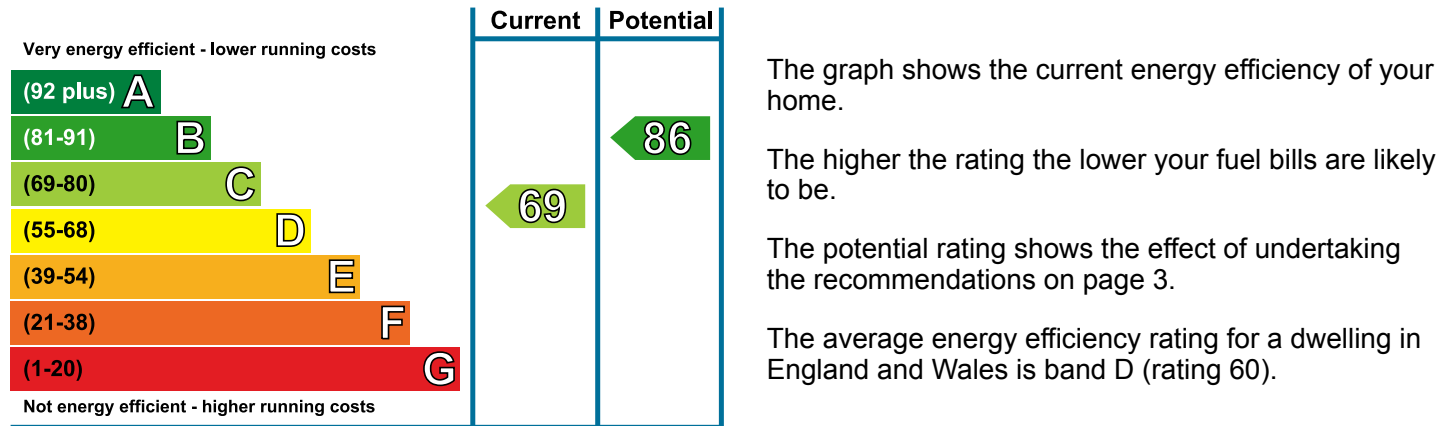 Current Potential
Very energy efficient - lower running costs
(92 plus) A
(81-91) B
86
(69-80) C
69
(55-68) D
(39-54) E
(21-38) F
(1-20) G
Not energy efficient - higher running costs
The graph shows the current energy efficiency of your
home.
The higher the rating the lower your fuel bills are likely
to be.
The potential rating shows the effect of undertaking
the recommendations on page 3.
The average energy efficiency rating for a dwelling in
England and Wales is band D (rating 60).